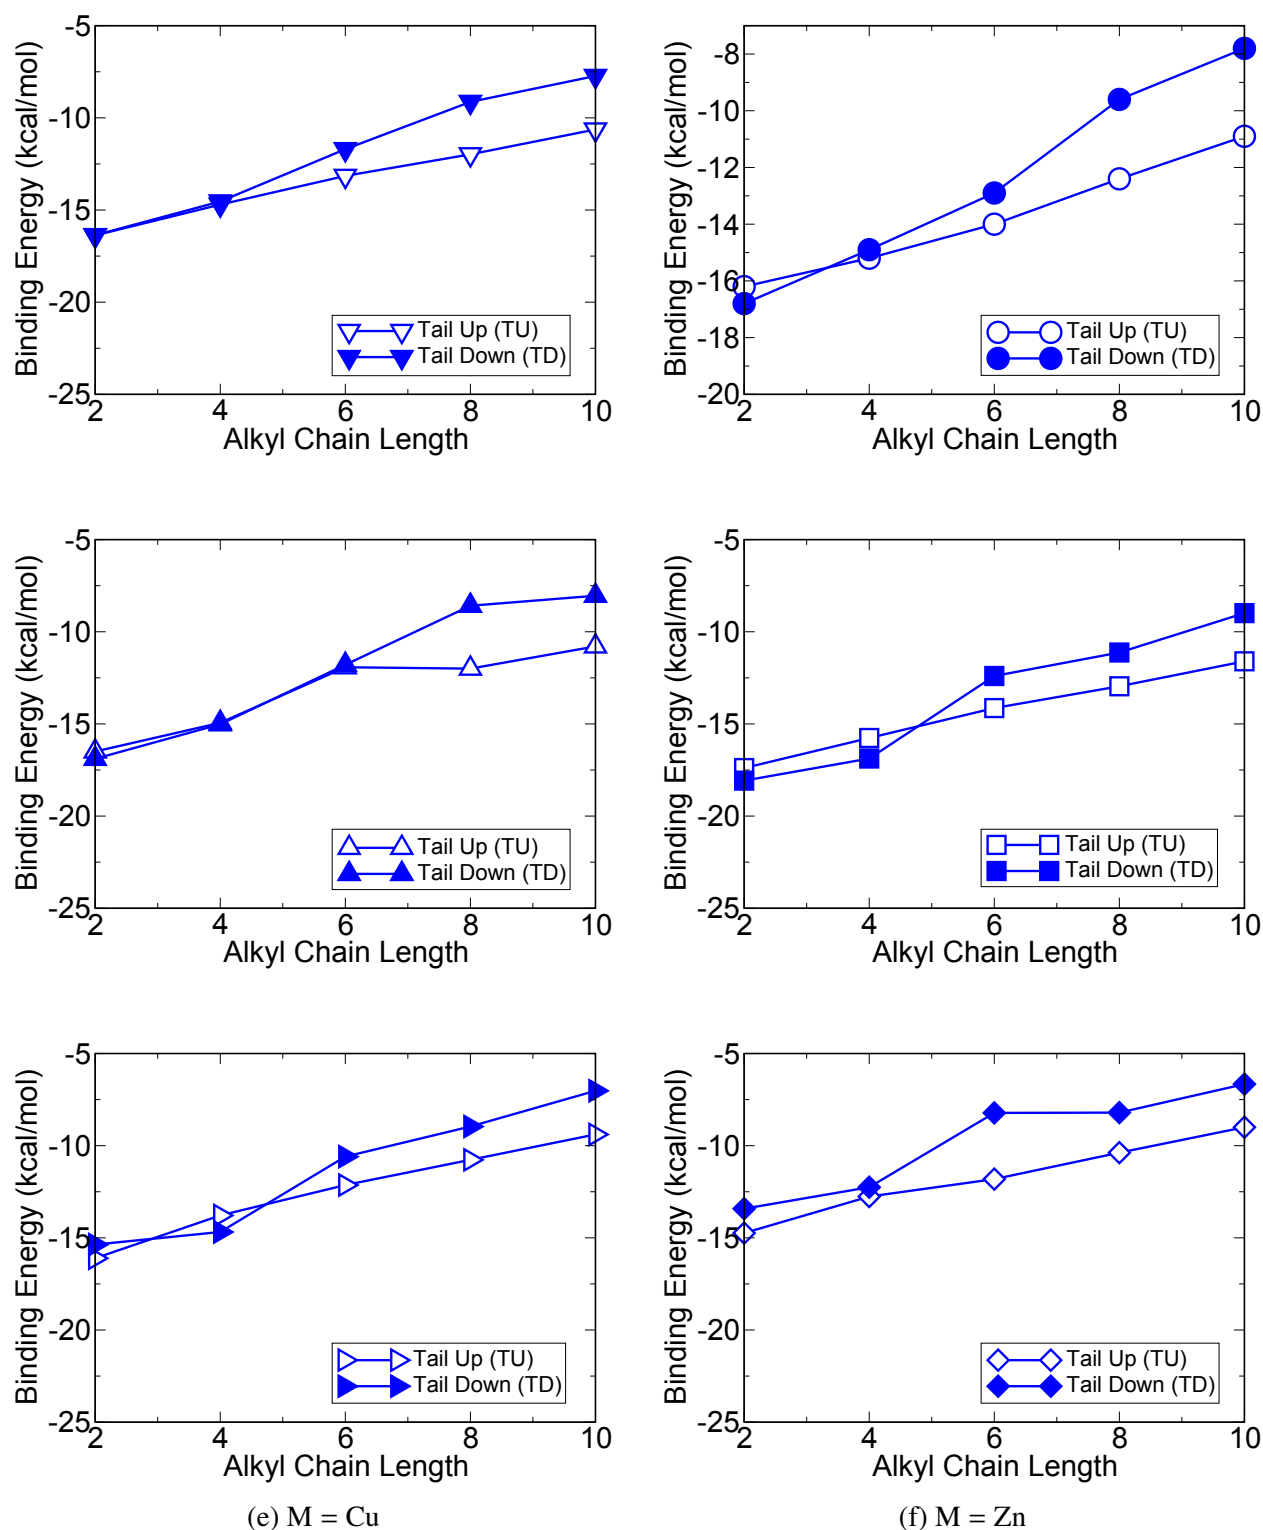 -5
-10
-15
-20
-25
2
4
6
8
10
Binding Energy (kcal/mol)
Alkyl Chain Length
Tail Up (TU)
Tail Down (TD)
-8
-10
-12
-14
-16
-18
-20
2
4
6
8
10
Binding Energy (kcal/mol)
Alkyl Chain Length
Tail Up (TU)
Tail Down (TD)
-5
-10
-15
-20
-25
2
4
6
8
10
Binding Energy (kcal/mol)
Alkyl Chain Length
Tail Up (TU)
Tail Down (TD)
-5
-10
-15
-20
-25
2
4
6
8
10
Binding Energy (kcal/mol)
Alkyl Chain Length
Tail Up (TU)
Tail Down (TD)
-5
-10
-15
-20
-25
2
4
6
8
10
Binding Energy (kcal/mol)
Alkyl Chain Length
Tail Up (TU)
Tail Down (TD)
(e) M = Cu
-5
-10
-15
-20
-25
2
4
6
8
10
Binding Energy (kcal/mol)
Alkyl Chain Length
Tail Up (TU)
Tail Down (TD)
(f) M = Zn